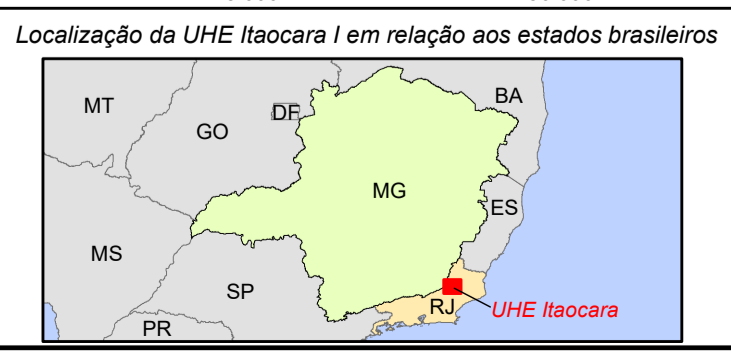 Localização da UHE Itaocara I em relação aos estados brasileiros
MT
GO
DF
BA
MG
ES
MS
SP
RJ
UHE Itaocara
PR